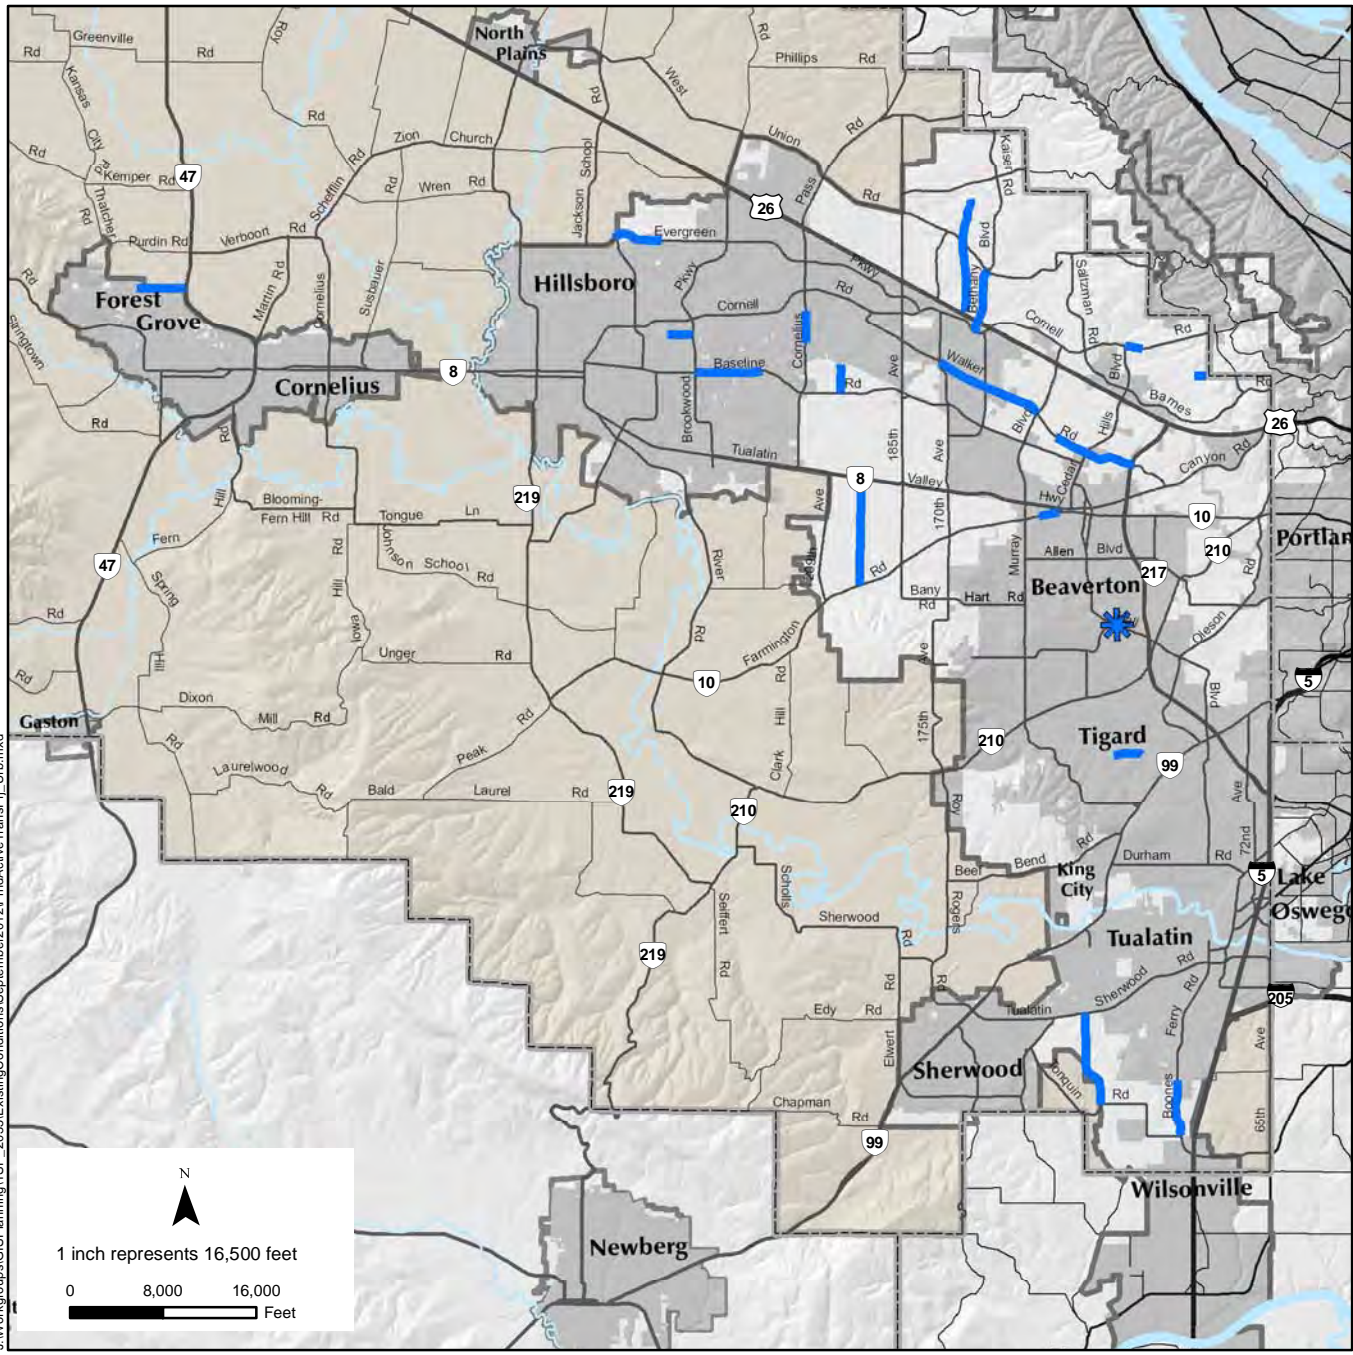 Greenville
Rd
Rd
Roy
Rd
North
Plains
Rd
Phillips
Rd
West
Rd
Kansas
City
Rd
Rd
Rd
Zion
Church
School
Union
Rd
Kaiser
Rd
Kemper
Rd
47
Thatcher
Rd
Schefflin
Rd
Rd
Wren
Rd
Jackson
26
Pass
Rd
Purdin Rd
Verboort
Rd
Evergreen
Blvd
Rd
Martin Rd
Cornelius
Susbauer
Hillsboro
Pkwy
Pkwy
Bethany
Saltzman
Rd
Forest
Grove
Cornell
Rd
Cornell
Rd
Cornelius
8
Baseline
Rd
Ave
Walker
Blvd
Barnes
Rd
Cornelius
Rd
Rd
Brookwood
Blvd
Hills
26
185th
Ave
Rd
Tualatin
Canyon
Rd
Cedar
8
Valley
Hwy
219
Hill
Blooming-
Fern Hill
Rd
Tongue
Ln
Ave
170th
10
Portlan
Fern
47
Johnson
School
Rd
River
209th
Rd
Murray
Allen
Blvd
210
217
Rd
Spring
Hill
Rd
Hill
Iowa
Bany
Rd
Hart
Rd
Beaverton
Rd
Rd
Farmington
Oleson
Unger
Rd
Rd
Ave
Hill
10
5
Gaston
Dixon
Mill
Rd
Rd
Hill
Clark
175th
210
Blvd
Tigard
99
Rd
Peak
Laurelwood
Rd
Bald
Laurel
Rd
219
210
Roy
Ave
72nd
Beef
Bend
Rd
King
City
Durham
Rd
5
Lake
Oswego
Scholls
Seiffert
Rd
Sherwood
Rd
Rogers
Rd
219
Tualatin
Rd
Sherwood
Rd
205
Edy
Rd
Rd
Elwert
Tualatin
Ferry
Ave
Sherwood
Tonquin
Rd
Boones
65th
Chapman
Rd
99
Wilsonville
Newberg
N
1 inch represents 16,500 feet
0
8,000
16,000
Feet